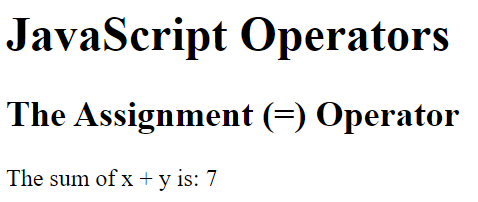 JavaScript Operators
The Assignment (=) Operator
The sum of x + y is: 7